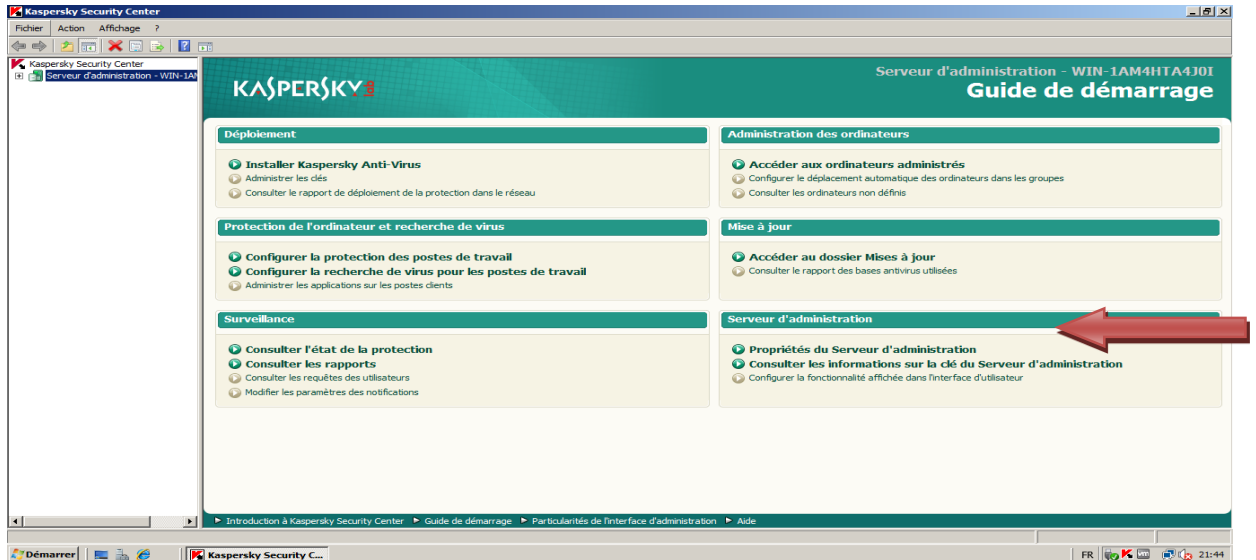 Kaspersky Security Center
Fichier Action Affichage ?
Kaspersky Security Center
Serveur d'administration - WIN-1AM
KASPERSKY lab
Serveur d'administration - WIN-1AM4HTA4J0I
Guide de démarrage
Déploiement
Installer Kaspersky Anti-Virus
Administrer les clés
Consulter le rapport de déploiement de la protection dans le réseau
Administration des ordinateurs
Accéder aux ordinateurs administrés
Configurer le déplacement automatique des ordinateurs dans les groupes
Consulter les ordinateurs non définis
Protection de l'ordinateur et recherche de virus
Configurer la protection des postes de travail
Configurer la recherche de virus pour les postes de travail
Administrer les applications sur les postes clients
Mise à jour
Accéder au dossier Mises à jour
Consulter le rapport des bases antivirus utilisées
Surveillance
Consulter l'état de la protection
Consulter les rapports
Consulter les requêtes des utilisateurs
Modifier les paramètres des notifications
Serveur d'administration
Propriétés du Serveur d'administration
Consulter les informations sur la clé du Serveur d'administration
Configurer la fonctionnalité affichée dans l'interface d'utilisateur
Introduction à Kaspersky Security Center Guide de démarrage Particularités de l'interface d'administration Aide
Démarrer Kaspersky Security C... FR 21:44